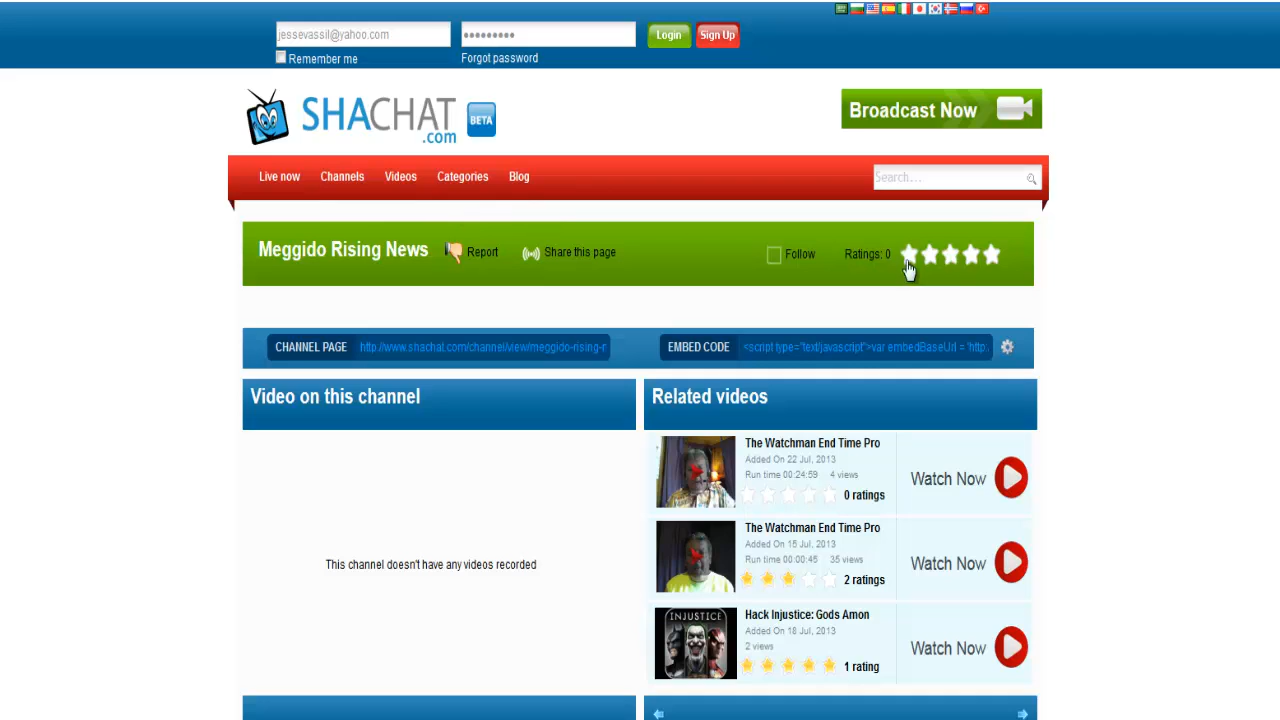 jessevassil@yahoo.com
Login
Sign Up
Remember me
Forgot password
SHACHAT
.com
BETA
Broadcast Now
Live now
Channels
Videos
Categories
Blog
Search...
Meggido Rising News
Report
Share this page
Follow
Ratings: 0
CHANNEL PAGE
http://www.shachat.com/channel/view/meggido-rising-r
EMBED CODE
<script type="text/javascript">var embedBaseUrl = 'http:
Video on this channel
This channel doesn't have any videos recorded
Related videos
The Watchman End Time Pro
Added On 22 Jul, 2013
Run time 00:24:59 4 views
0 ratings
Watch Now
The Watchman End Time Pro
Added On 15 Jul, 2013
Run time 00:00:45 35 views
2 ratings
Watch Now
INJUSTICE
Hack Injustice: Gods Amon
Added On 18 Jul, 2013
2 views
1 rating
Watch Now